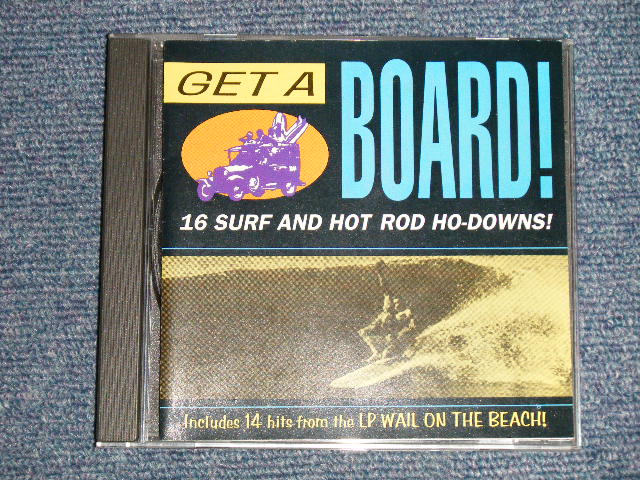 GET A
BOARD!
16 SURF AND HOT ROD HO-DOWNS!
Includes 14 hits from the LP WAIL ON THE BEACH!